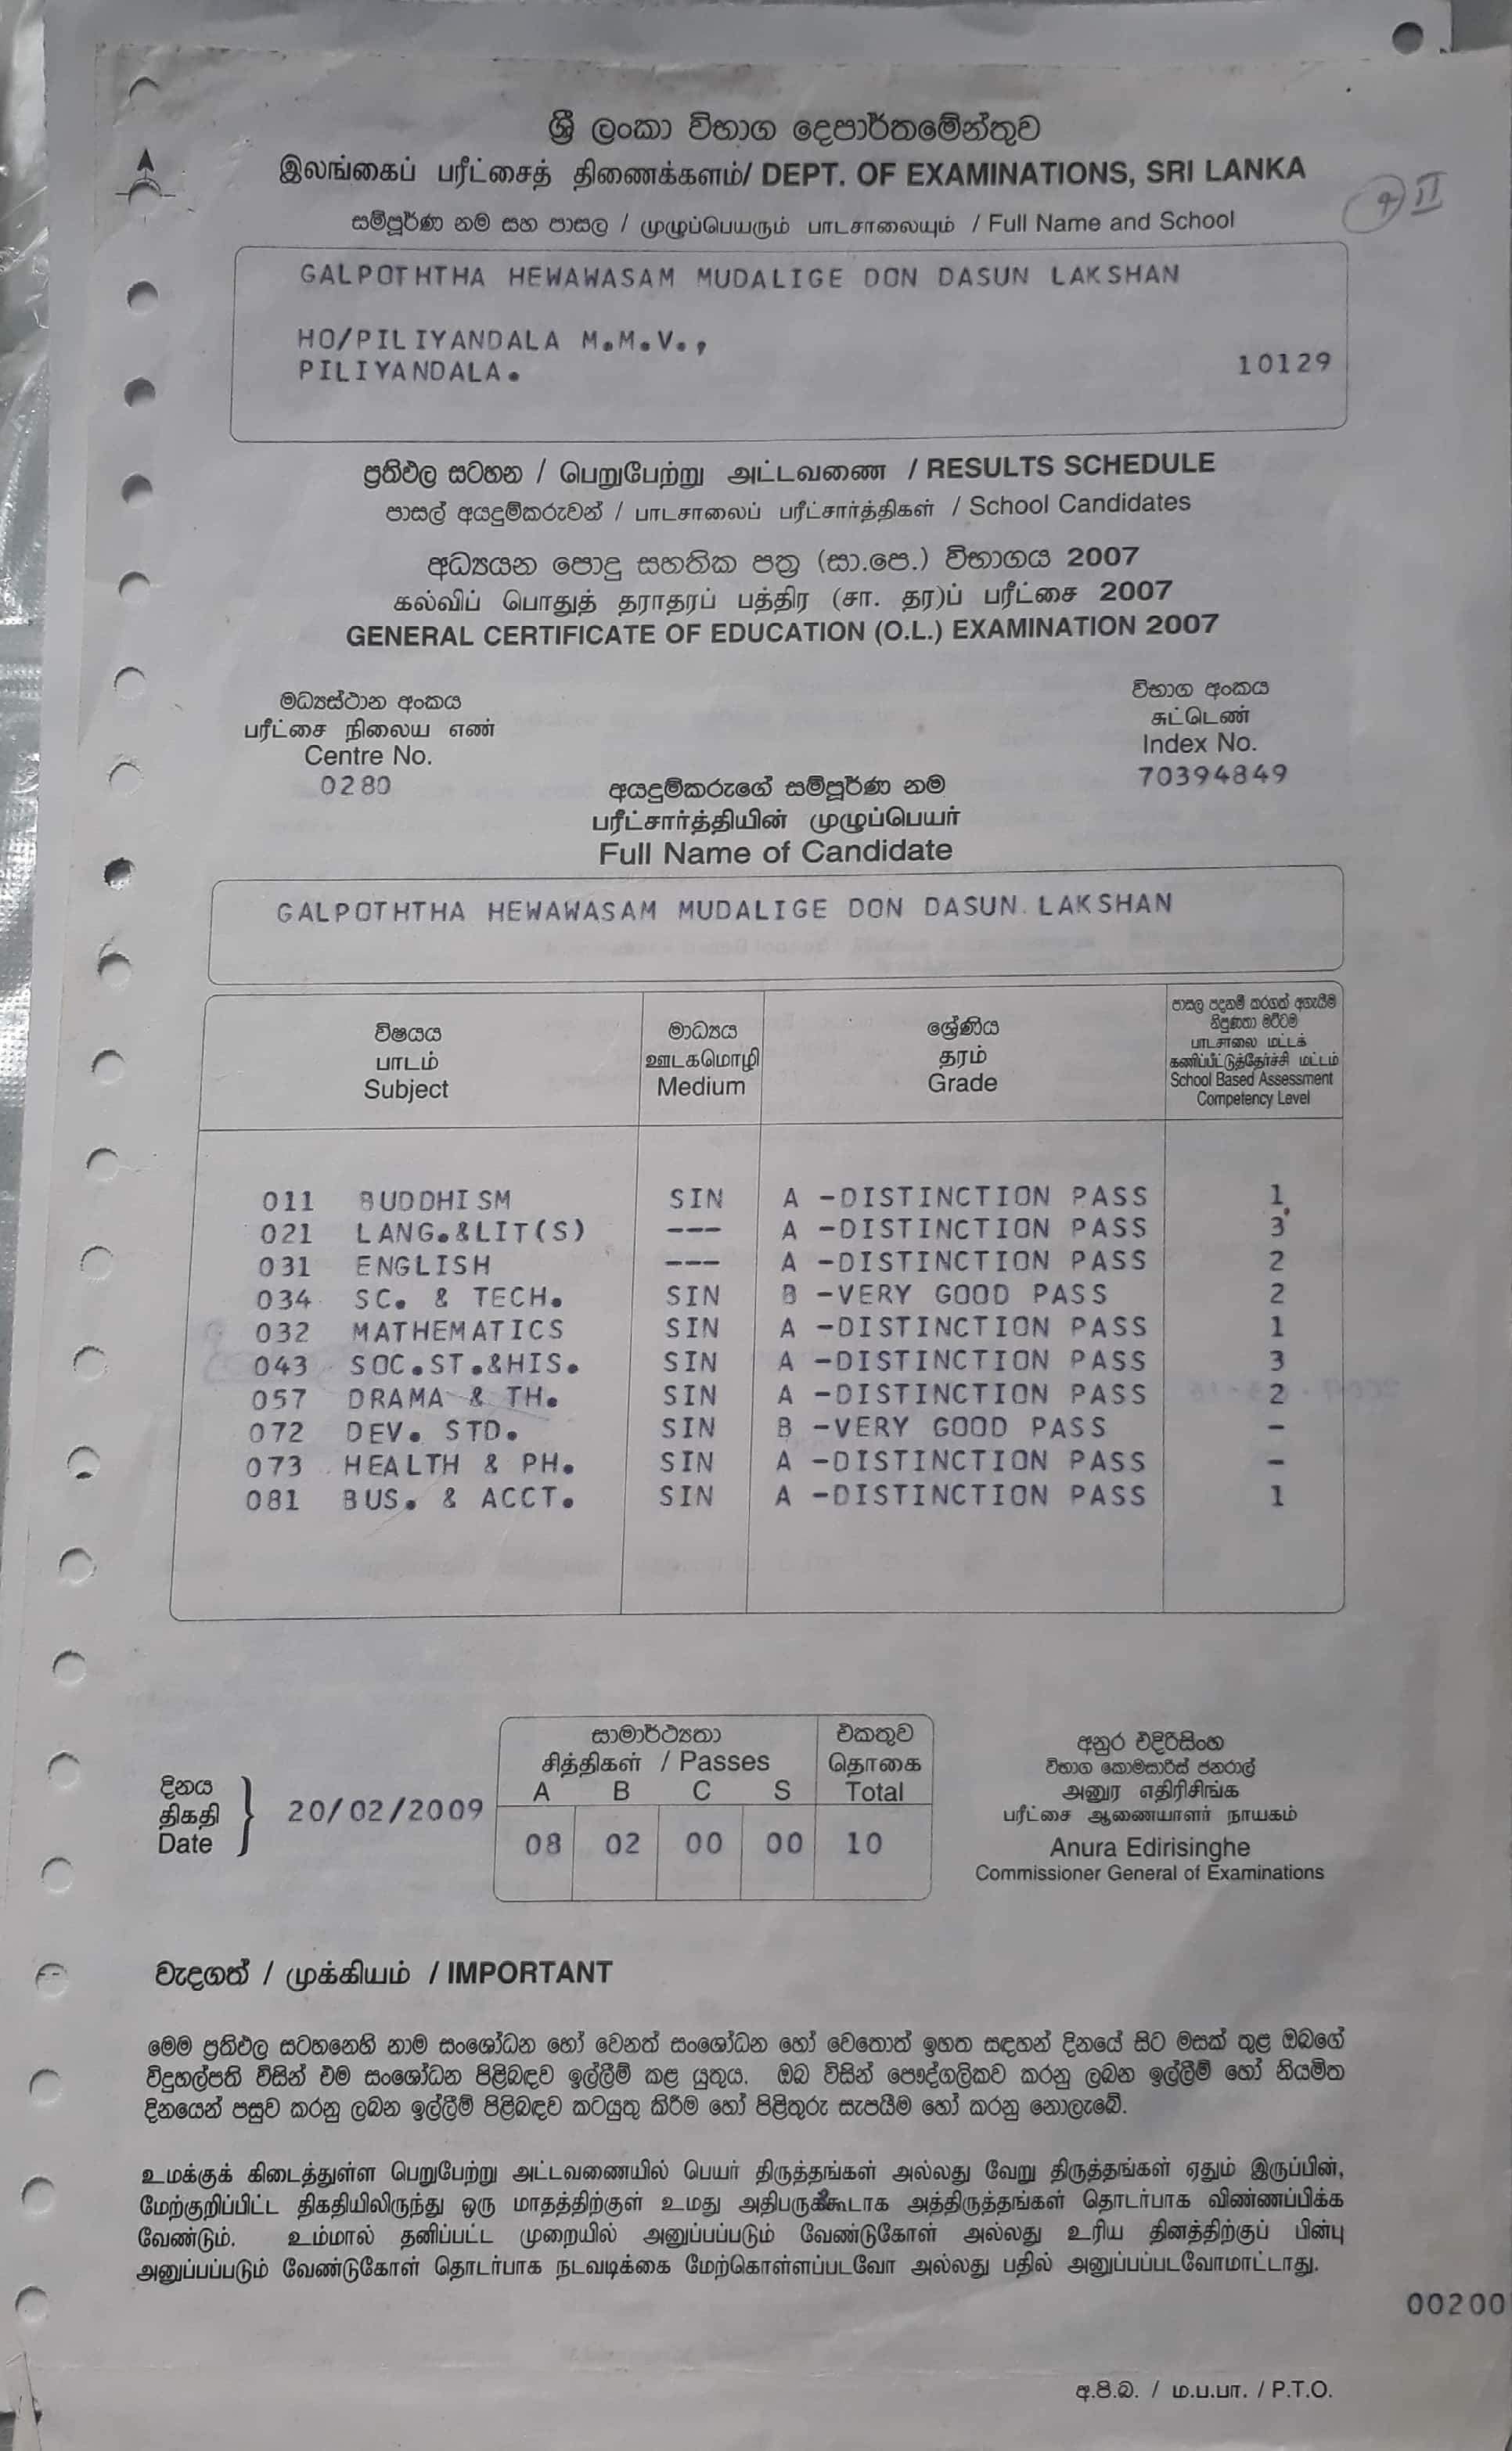 ශ්‍රී ලංකා විභාග දෙපාර්තමේන්තුව
இலங்கைப் பரீட்சைத் திணைக்களம்/ DEPT. OF EXAMINATIONS, SRI LANKA
සම්පූර්ණ නම සහ පාසල / முழுப்பெயரும் பாடசாலையும் / Full Name and School
II
GALPOTHTHA HEWAWASAM MUDALIGE DON DASUN LAKSHAN
HO/PILIYANDALA M.M.V.,
PILIYANDALA. 10129
ප්‍රතිඵල සටහන / பெறுபேற்று அட்டவணை / RESULTS SCHEDULE
පාසල් අයදුම්කරුවන් / பாடசாலைப் பரீட்சார்த்திகள் / School Candidates
අධ්‍යයන පොදු සහතික පත්‍ර (සා.පෙ.) විභාගය 2007
கல்விப் பொதுத் தராதரப் பத்திர (சா. தர)ப் பரீட்சை 2007
GENERAL CERTIFICATE OF EDUCATION (O.L.) EXAMINATION 2007
මධ්‍යස්ථාන අංකය
பரீட்சை நிலைய எண்
Centre No.
0280
විභාග අංකය
சுட்டெண்
Index No.
70394849
අයදුම්කරුගේ සම්පූර්ණ නම
பரீட்சார்த்தியின் முழுப்பெயர்
Full Name of Candidate
GALPOTHTHA HEWAWASAM MUDALIGE DON DASUN LAKSHAN
විෂයය
பாடம்
Subject
මාධ්‍යය
ஊடகமொழி
Medium
ශ්‍රේණිය
தரம்
Grade
පාසල පදනම් කරගත් අගැයීම්
නිපුණතා මට්ටම
பாடசாலை மட்டக்
கணிப்பீட்டுத்தேர்ச்சி மட்டம்
School Based Assessment
Competency Level
011 BUDDHISM SIN A -DISTINCTION PASS 1
021 LANG.&LIT(S) --- A -DISTINCTION PASS 3
031 ENGLISH --- A -DISTINCTION PASS 2
034 SC. & TECH. SIN B -VERY GOOD PASS 2
032 MATHEMATICS SIN A -DISTINCTION PASS 1
043 SOC.ST.&HIS. SIN A -DISTINCTION PASS 3
057 DRAMA & TH. SIN A -DISTINCTION PASS 2
072 DEV. STD. SIN B -VERY GOOD PASS -
073 HEALTH & PH. SIN A -DISTINCTION PASS -
081 BUS. & ACCT. SIN A -DISTINCTION PASS 1
දිනය
திகதி
Date
20/02/2009
සාමාර්ථ්‍යතා
சித்திகள் / Passes
A B C S
08 02 00 00
එකතුව
தொகை
Total
10
අනුර එදිරිසිංහ
විභාග කොමසාරිස් ජනරාල්
அனுர எதிரிசிங்க
பரீட்சை ஆணையாளர் நாயகம்
Anura Edirisinghe
Commissioner General of Examinations
වැදගත් / முக்கியம் / IMPORTANT
මෙම ප්‍රතිඵල සටහනෙහි නාම සංශෝධන හෝ වෙනත් සංශෝධන හෝ වෙතොත් ඉහත සඳහන් දිනයේ සිට මසක් තුළ ඔබගේ
විදුහල්පති විසින් එම සංශෝධන පිළිබඳව ඉල්ලීම් කළ යුතුය. ඔබ විසින් පෞද්ගලිකව කරනු ලබන ඉල්ලීම් හෝ නියමිත
දිනයෙන් පසුව කරනු ලබන ඉල්ලීම් පිළිබඳව කටයුතු කිරීම හෝ පිළිතුරු සැපයීම හෝ කරනු නොලැබේ.
உமக்குக் கிடைத்துள்ள பெறுபேற்று அட்டவணையில் பெயர் திருத்தங்கள் அல்லது வேறு திருத்தங்கள் ஏதும் இருப்பின்,
மேற்குறிப்பிட்ட திகதியிலிருந்து ஒரு மாதத்திற்குள் உமது அதிபருக்கூடாக அத்திருத்தங்கள் தொடர்பாக விண்ணப்பிக்க
வேண்டும். உம்மால் தனிப்பட்ட முறையில் அனுப்பப்படும் வேண்டுகோள் அல்லது உரிய தினத்திற்குப் பின்பு
அனுப்பப்படும் வேண்டுகோள் தொடர்பாக நடவடிக்கை மேற்கொள்ளப்படவோ அல்லது பதில் அனுப்பப்படவோமாட்டாது.
00200
අ.පි.බ. / ம.ப.பா. / P.T.O.